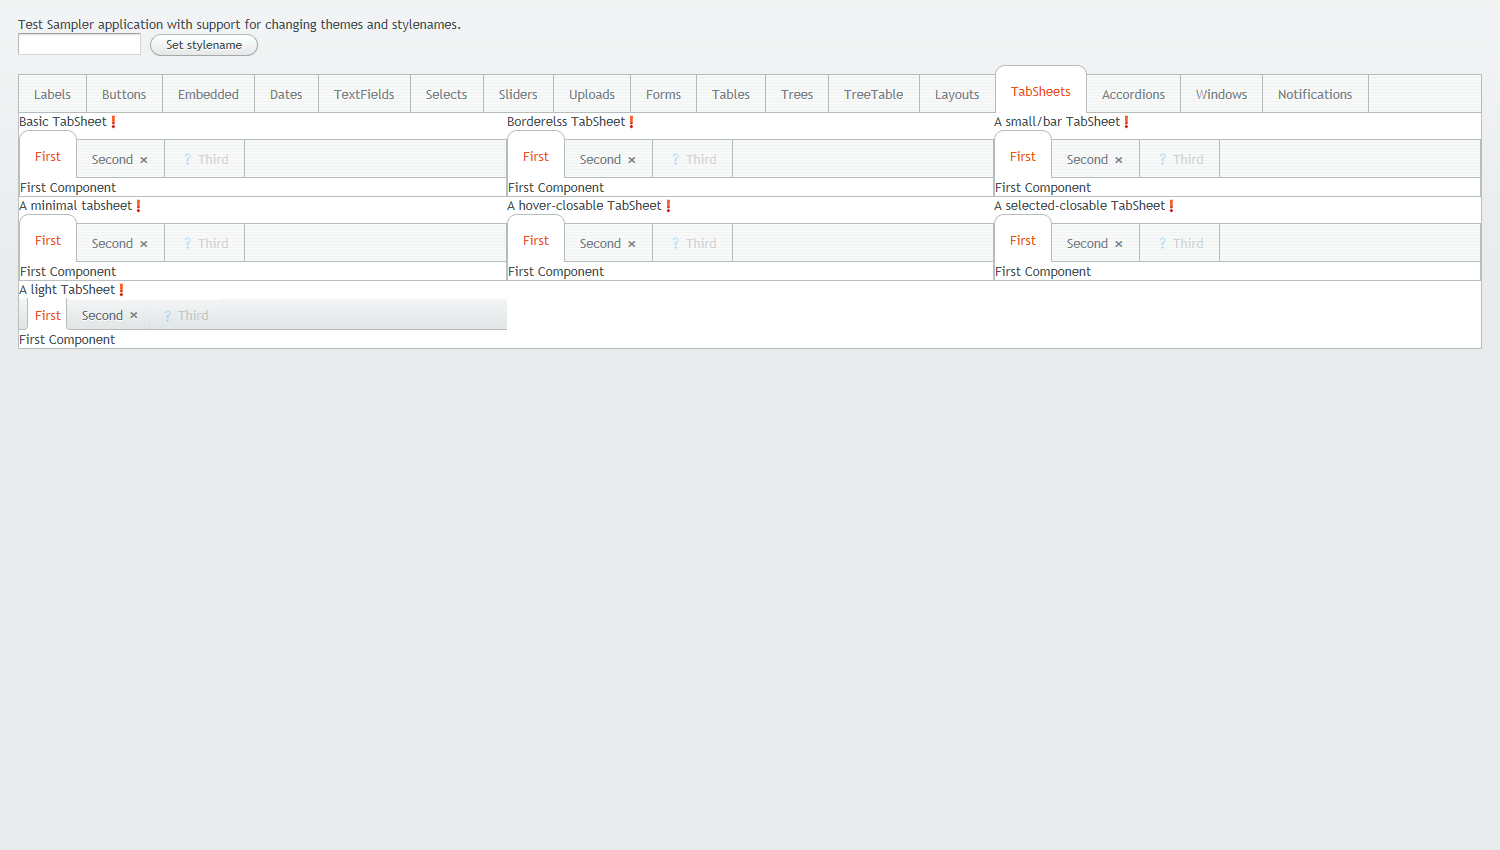 Test Sampler application with support for changing themes and stylenames.
Set stylename
Labels Buttons Embedded Dates TextFields Selects Sliders Uploads Forms Tables Trees TreeTable Layouts TabSheets Accordions Windows Notifications
Basic TabSheet ! Borderelss TabSheet ! A small/bar TabSheet !
First Second × ? Third First Second × ? Third First Second × ? Third
First Component First Component First Component
A minimal tabsheet ! A hover-closable TabSheet ! A selected-closable TabSheet !
First Second × ? Third First Second × ? Third First Second × ? Third
First Component First Component First Component
A light TabSheet !
First Second × ? Third
First Component